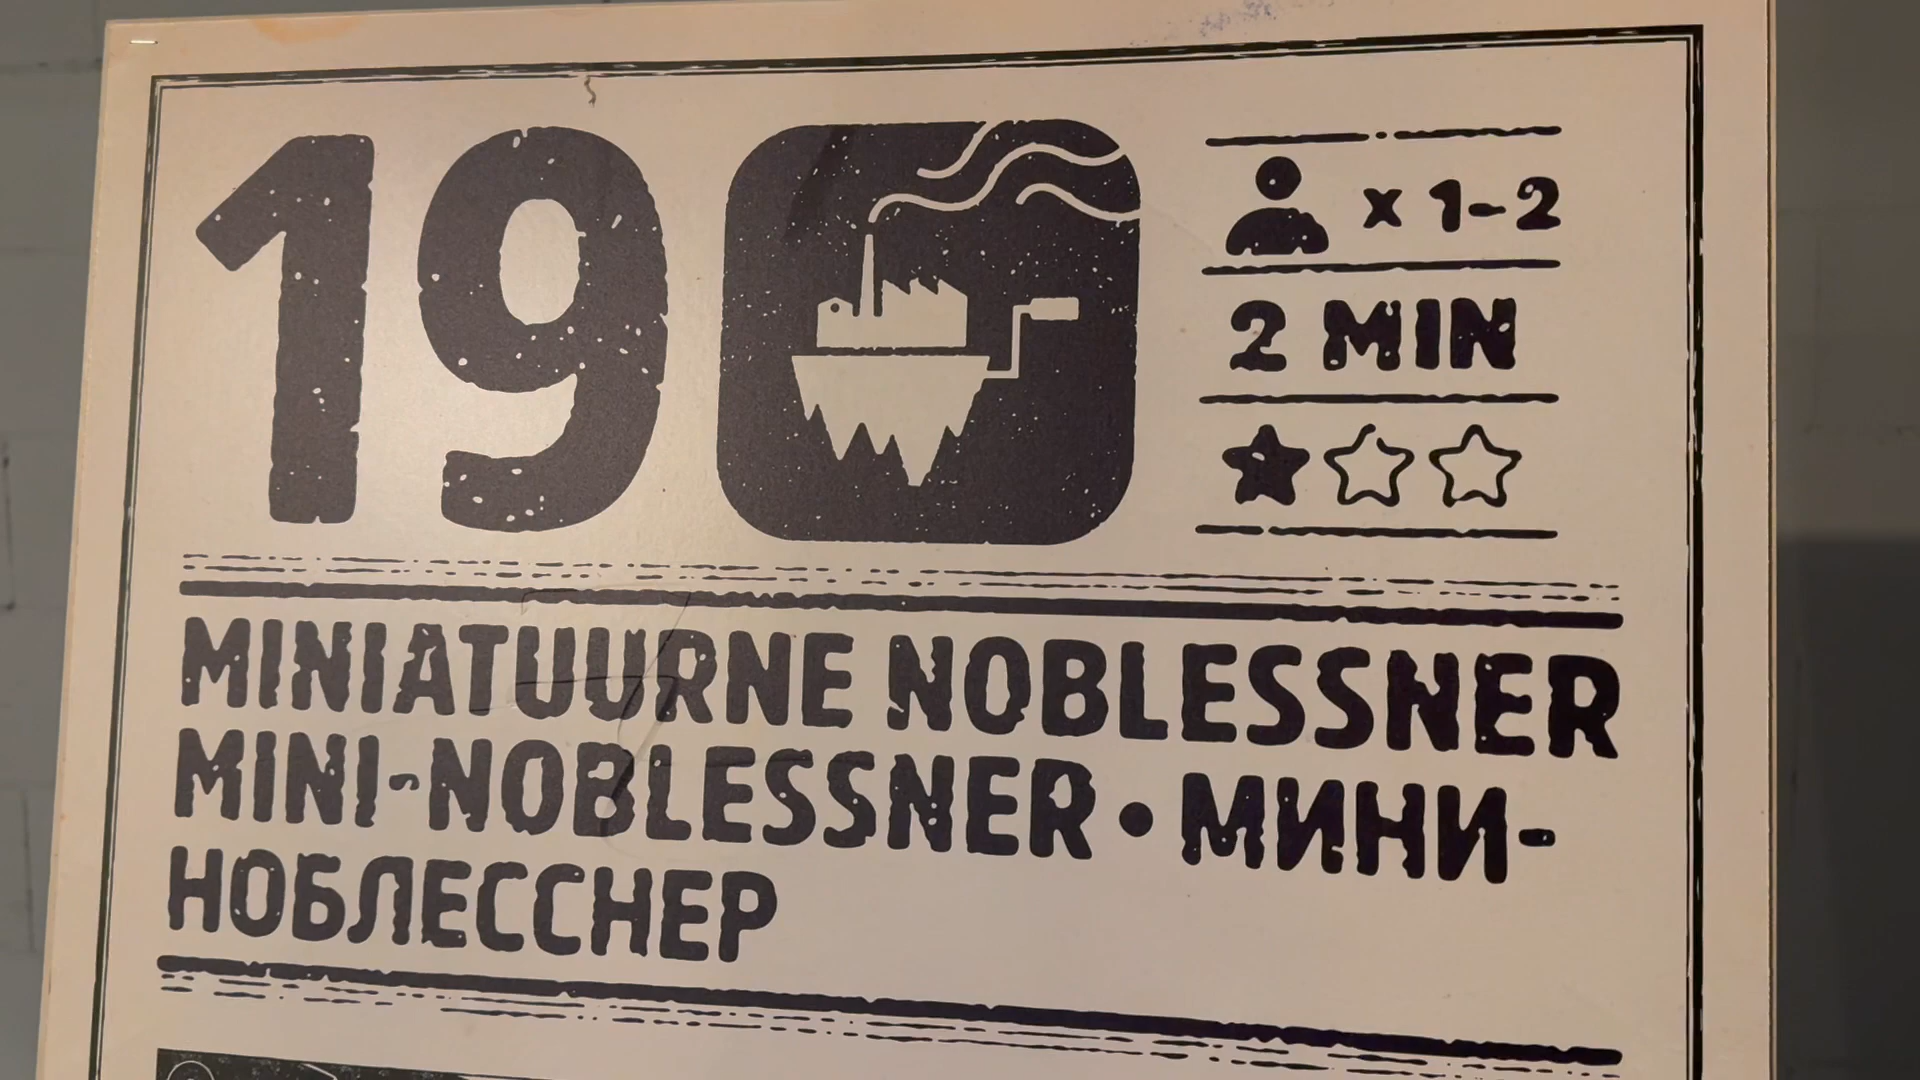 19
x 1-2
2 MIN
MINIATUURNE NOBLESSNER
MINI-NOBLESSNER • МИНИ-
НОБЛЕССНЕР